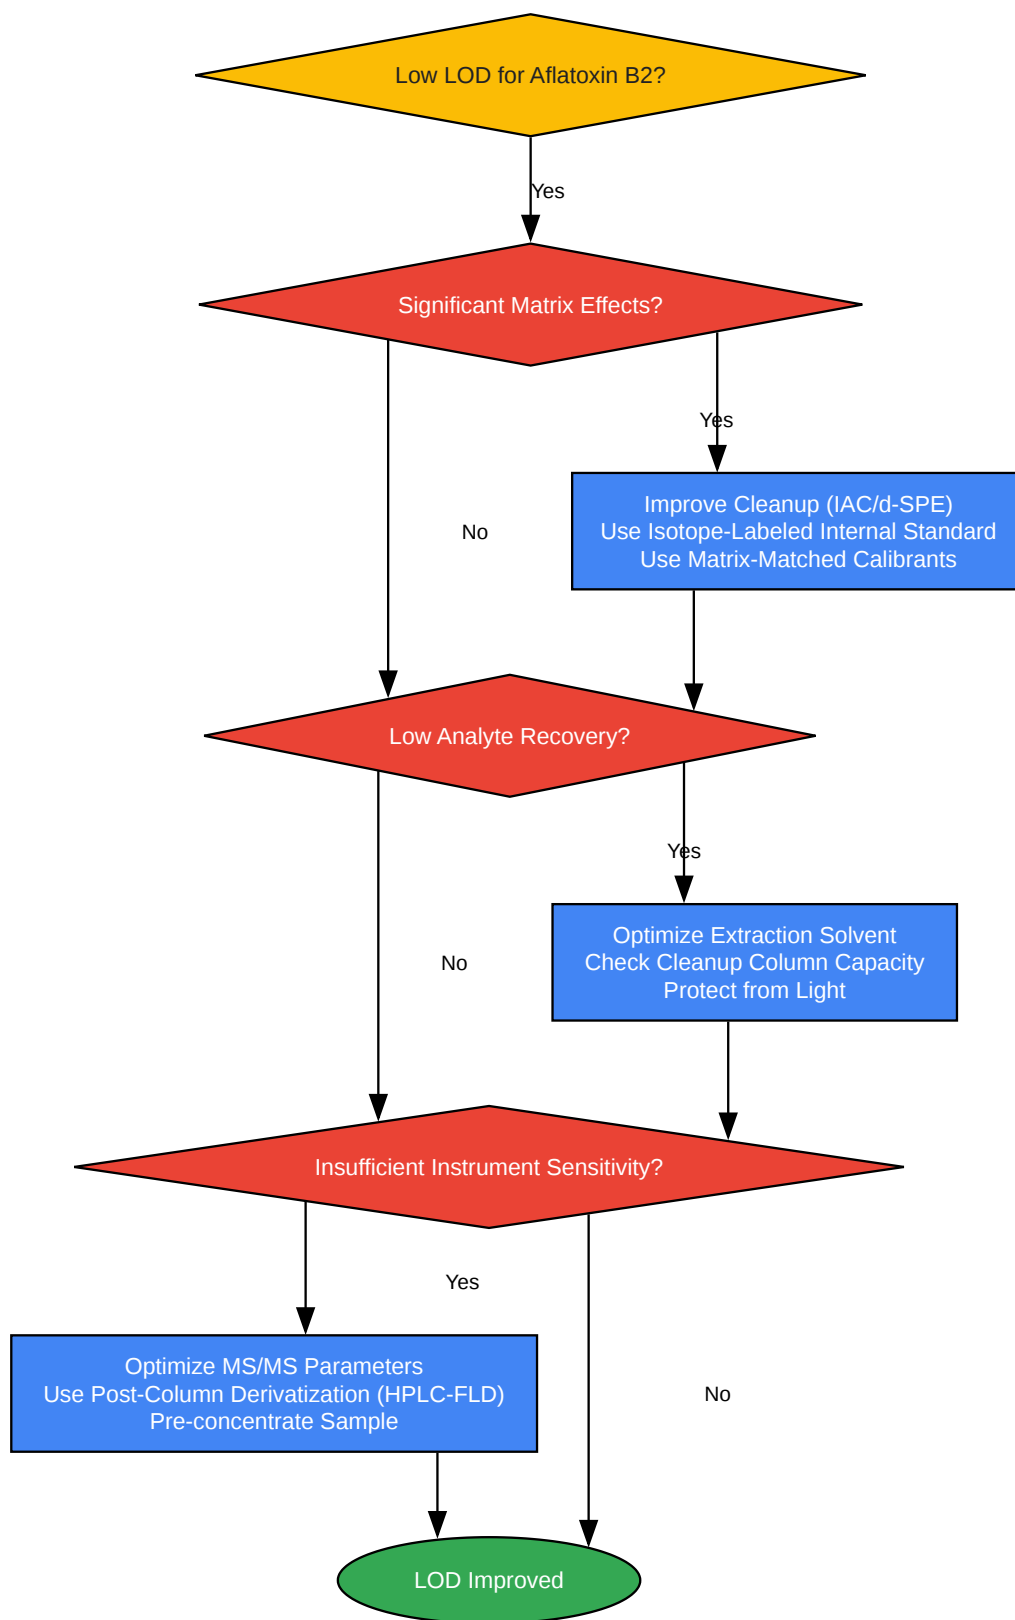 Low LOD for Aflatoxin B2?
Yes
Significant Matrix Effects?
Yes
Improve Cleanup (IAC/d-SPE)
Use Isotope-Labeled Internal Standard
Use Matrix-Matched Calibrants
No
Low Analyte Recovery?
Yes
Optimize Extraction Solvent
Check Cleanup Column Capacity
Protect from Light
No
Insufficient Instrument Sensitivity?
Yes
Optimize MS/MS Parameters
Use Post-Column Derivatization (HPLC-FLD)
Pre-concentrate Sample
No
LOD Improved